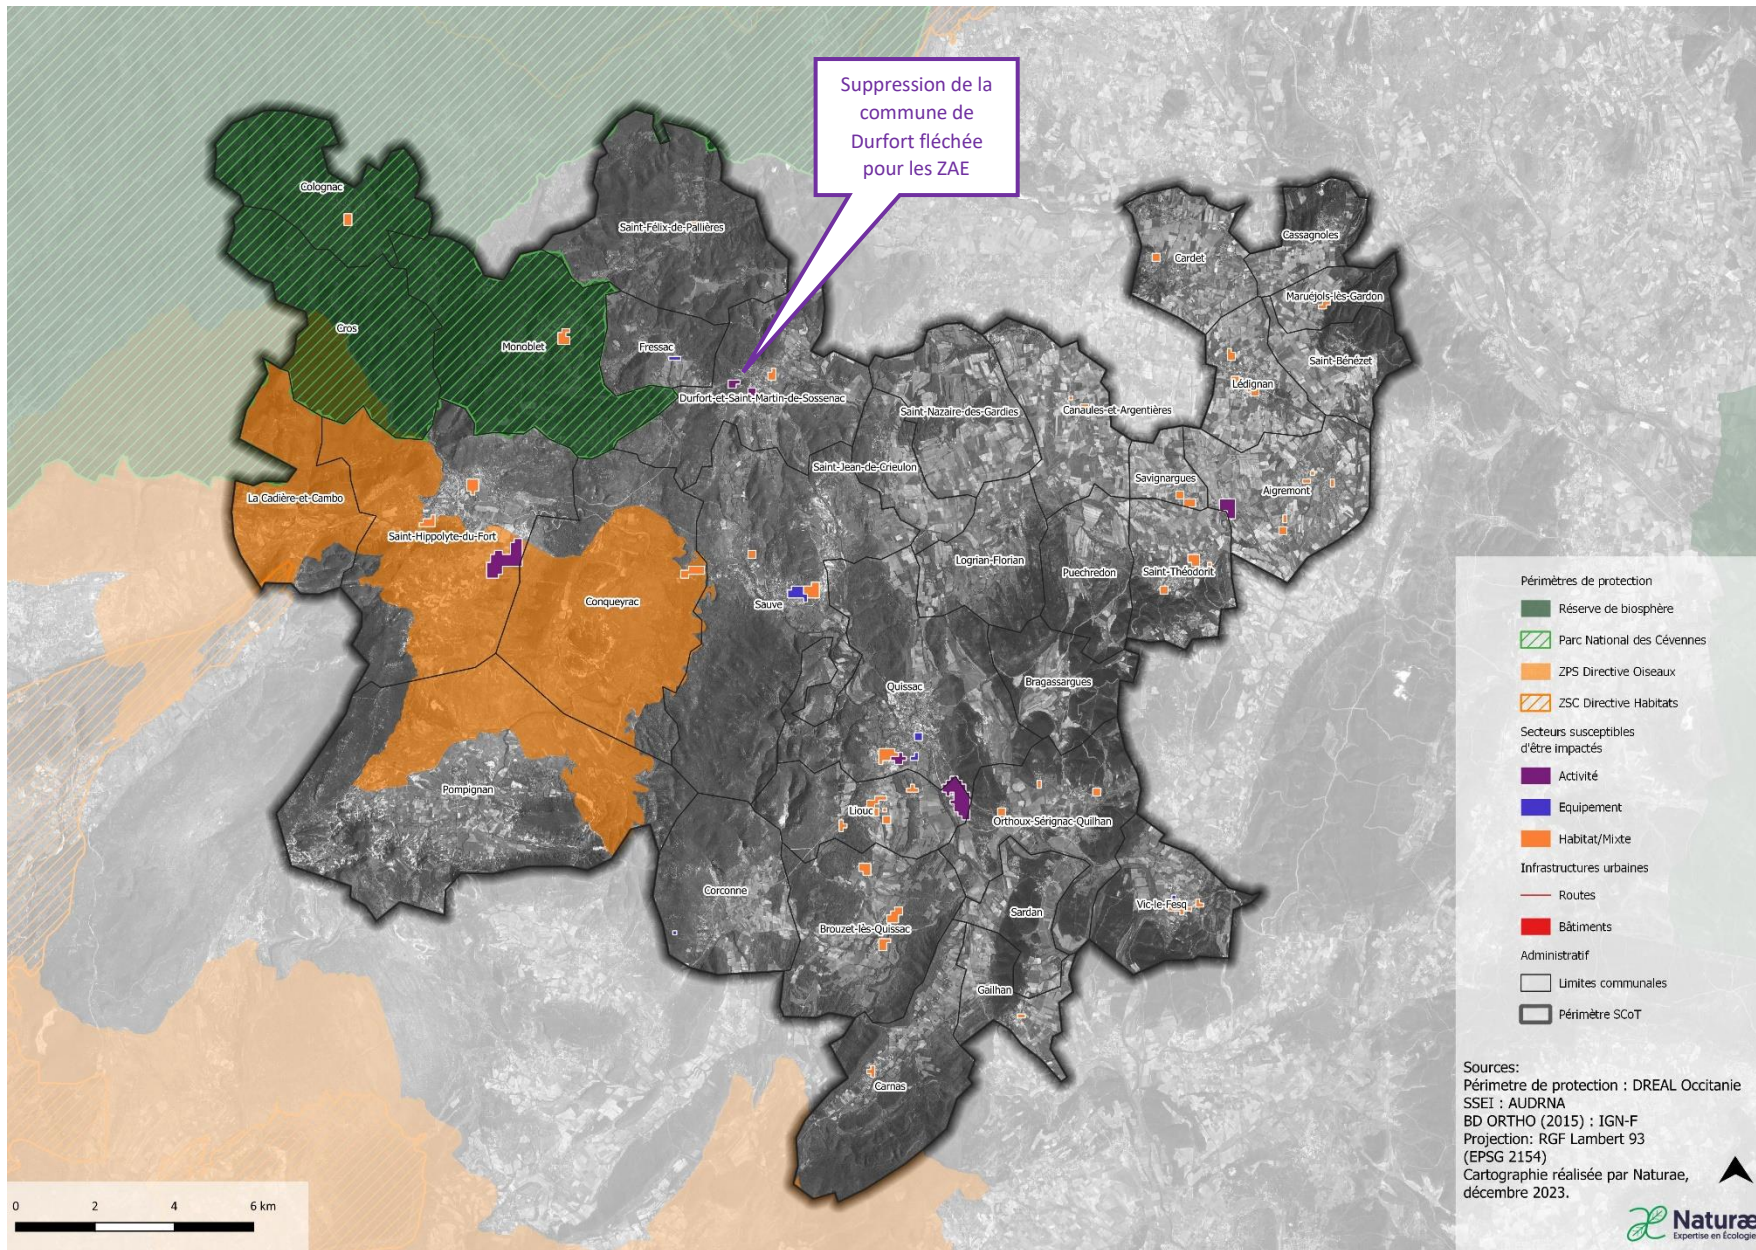 Suppression de la
commune de
Durfort fléchée
pour les ZAE
Colognac
Saint-Félix-de-Pallières
Cassagnoles
Cardet
Maruéjols-lès-Gardon
Cros
Monoblet
Fressac
Saint-Bénézet
Lédignan
Durfort-et-Saint-Martin-de-Sossenac
Saint-Nazaire-des-Gardies
Canaules-et-Argentières
Saint-Jean-de-Crieulon
Savignargues
Aigremont
La Cadière-et-Cambo
Saint-Hippolyte-du-Fort
Logrian-Florian
Puechredon
Saint-Théodorit
Conqueyrac
Sauve
Quissac
Bragassargues
Pompignan
Liouc
Orthoux-Sérignac-Quilhan
Corconne
Vic-le-Fesq
Sardan
Brouzet-lès-Quissac
Gailhan
Carnas
Périmètres de protection
Réserve de biosphère
Parc National des Cévennes
ZPS Directive Oiseaux
ZSC Directive Habitats
Secteurs susceptibles
d'être impactés
Activité
Equipement
Habitat/Mixte
Infrastructures urbaines
Routes
Bâtiments
Administratif
Limites communales
Périmètre SCoT
Sources:
Périmetre de protection : DREAL Occitanie
SSEI : AUDRNA
BD ORTHO (2015) : IGN-F
Projection: RGF Lambert 93
(EPSG 2154)
Cartographie réalisée par Naturae,
décembre 2023.
0 2 4 6 km
Naturæ
Expertise en Écologie